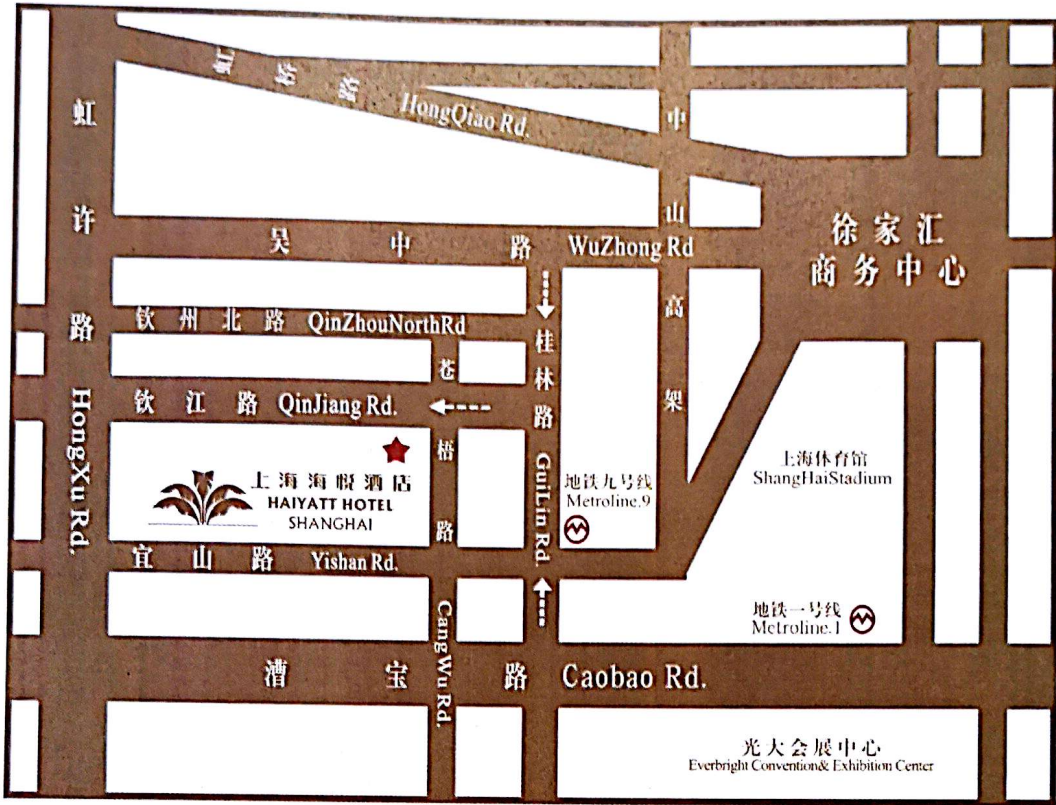 HongQiao Rd.
虹许路 HongXu Rd.
中山高架
徐家汇
商务中心
吴中路 WuZhong Rd
钦州北路 QinZhouNorthRd
桂林路 GuiLin Rd.
苍梧路 CangWu Rd.
钦江路 QinJiang Rd.
上海海悦酒店
HAIYATT HOTEL
SHANGHAI
地铁九号线
Metroline.9
上海体育馆
ShangHaiStadium
宜山路 Yishan Rd.
地铁一号线
Metroline.1
漕宝路 Caobao Rd.
光大会展中心
Everbright Convention& Exhibition Center